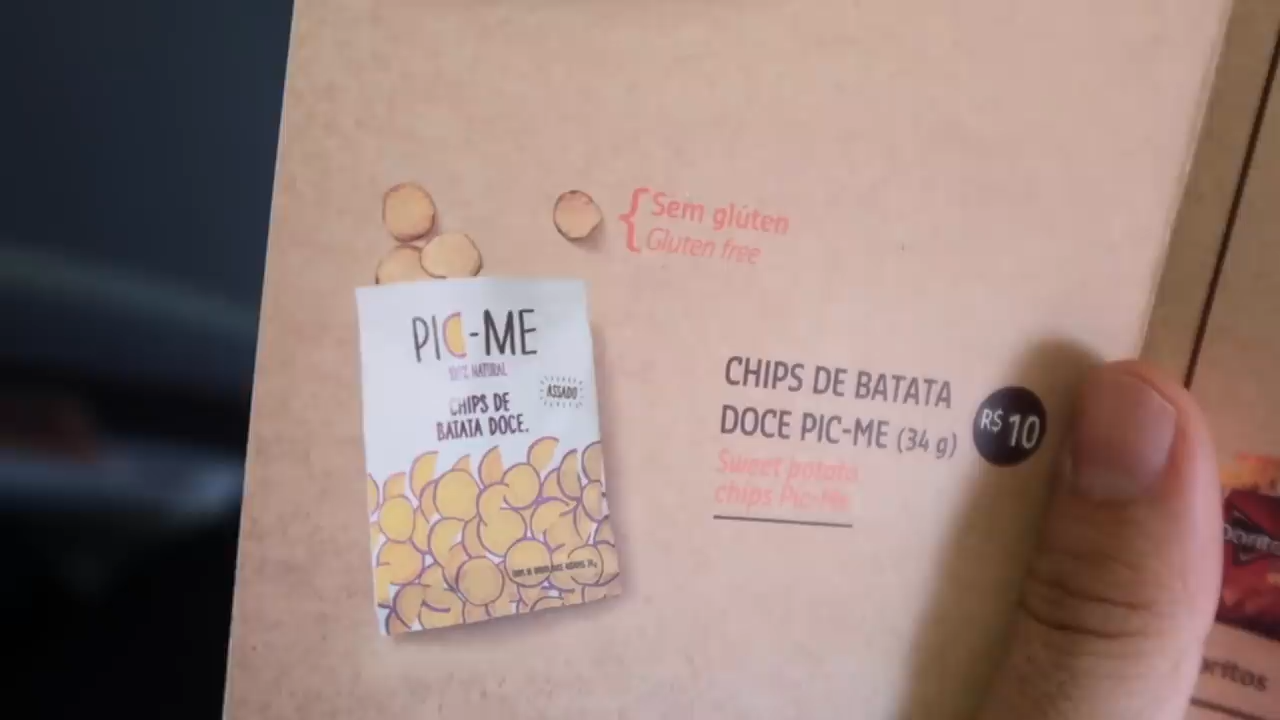 Sem glúten
Gluten free
PIC-ME
100% NATURAL
ASSADO
CHIPS DE
BATATA DOCE.
CHIPS DE BATATA
DOCE PIC-ME (34 g)
R$ 10
Sweet potato
chips Pic-Me